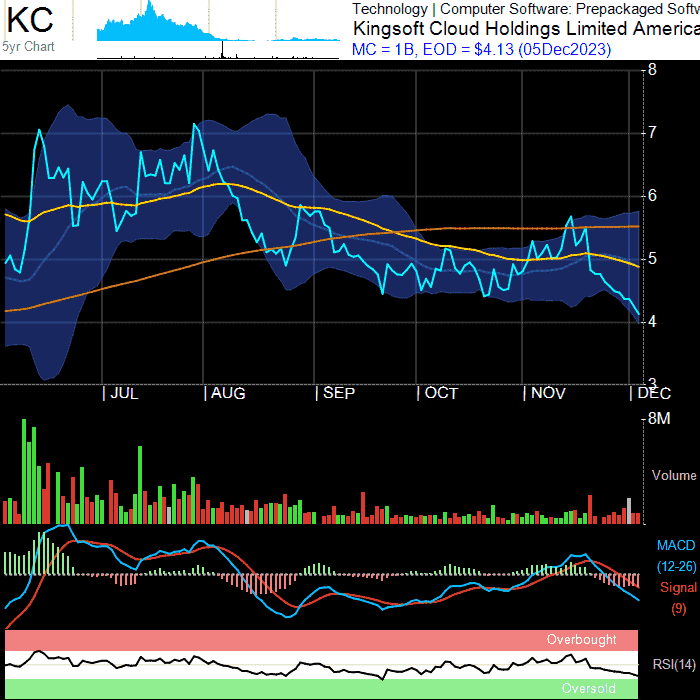 KC
5yr Chart
Technology | Computer Software: Prepackaged Softw
Kingsoft Cloud Holdings Limited America
MC = 1B, EOD = $4.13 (05Dec2023)
8
7
6
5
4
3
| JUL | AUG | SEP | OCT | NOV | DEC
8M
Volume
MACD
(12-26)
Signal
(9)
Overbought
RSI(14)
Oversold